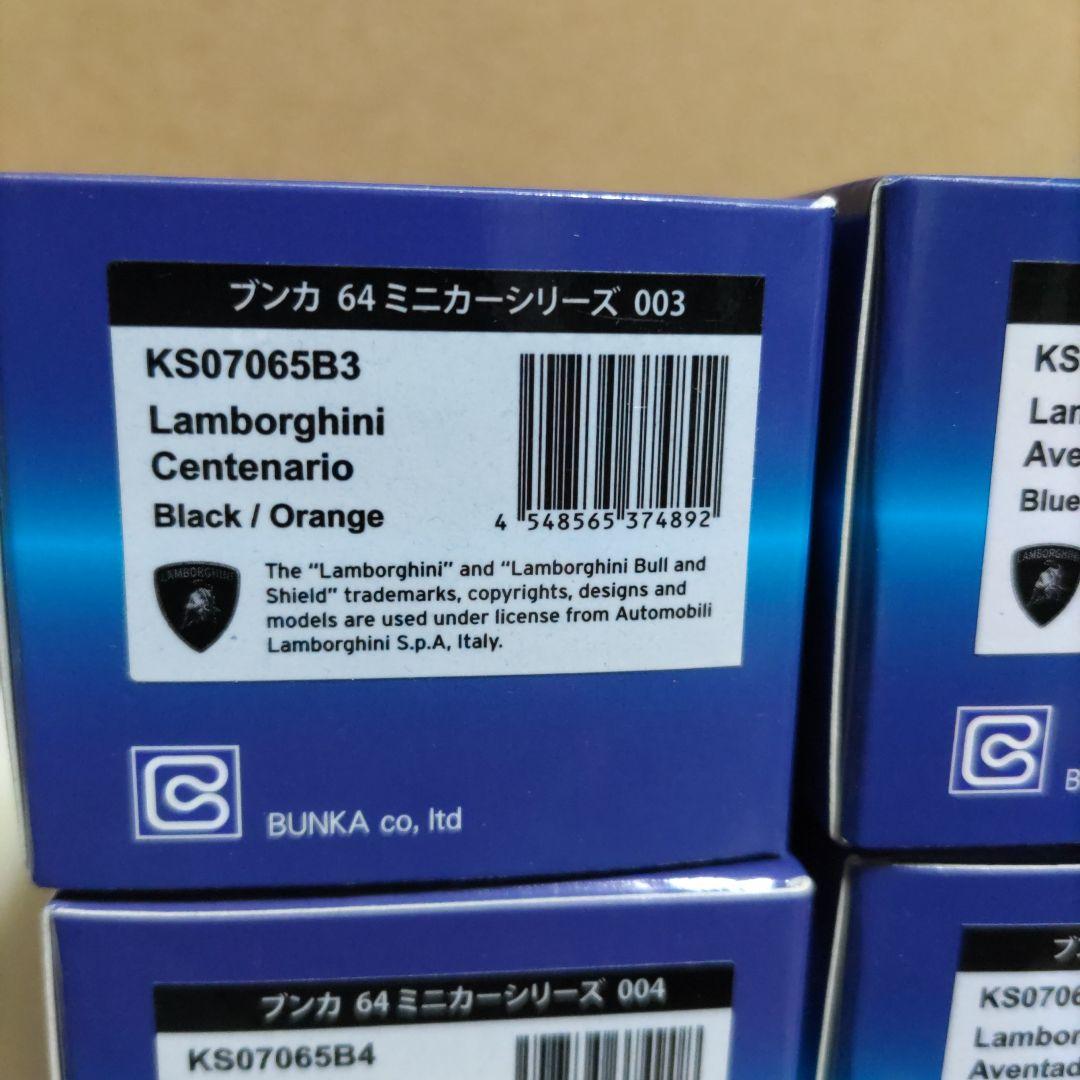 ブンカ 64 ミニカーシリーズ 003
KS07065B3
Lamborghini
Centenario
Black / Orange
4 548565 374892
LAMBORGHINI
The “Lamborghini” and “Lamborghini Bull and
Shield” trademarks, copyrights, designs and
models are used under license from Automobili
Lamborghini S.p.A, Italy.
BUNKA co, ltd
KS
Lam
Ave
Blue
LAMBORGHINI
B
ブンカ 64 ミニカーシリーズ 004
KS07065B4
ブ
KS0706
Lambor
Aventad